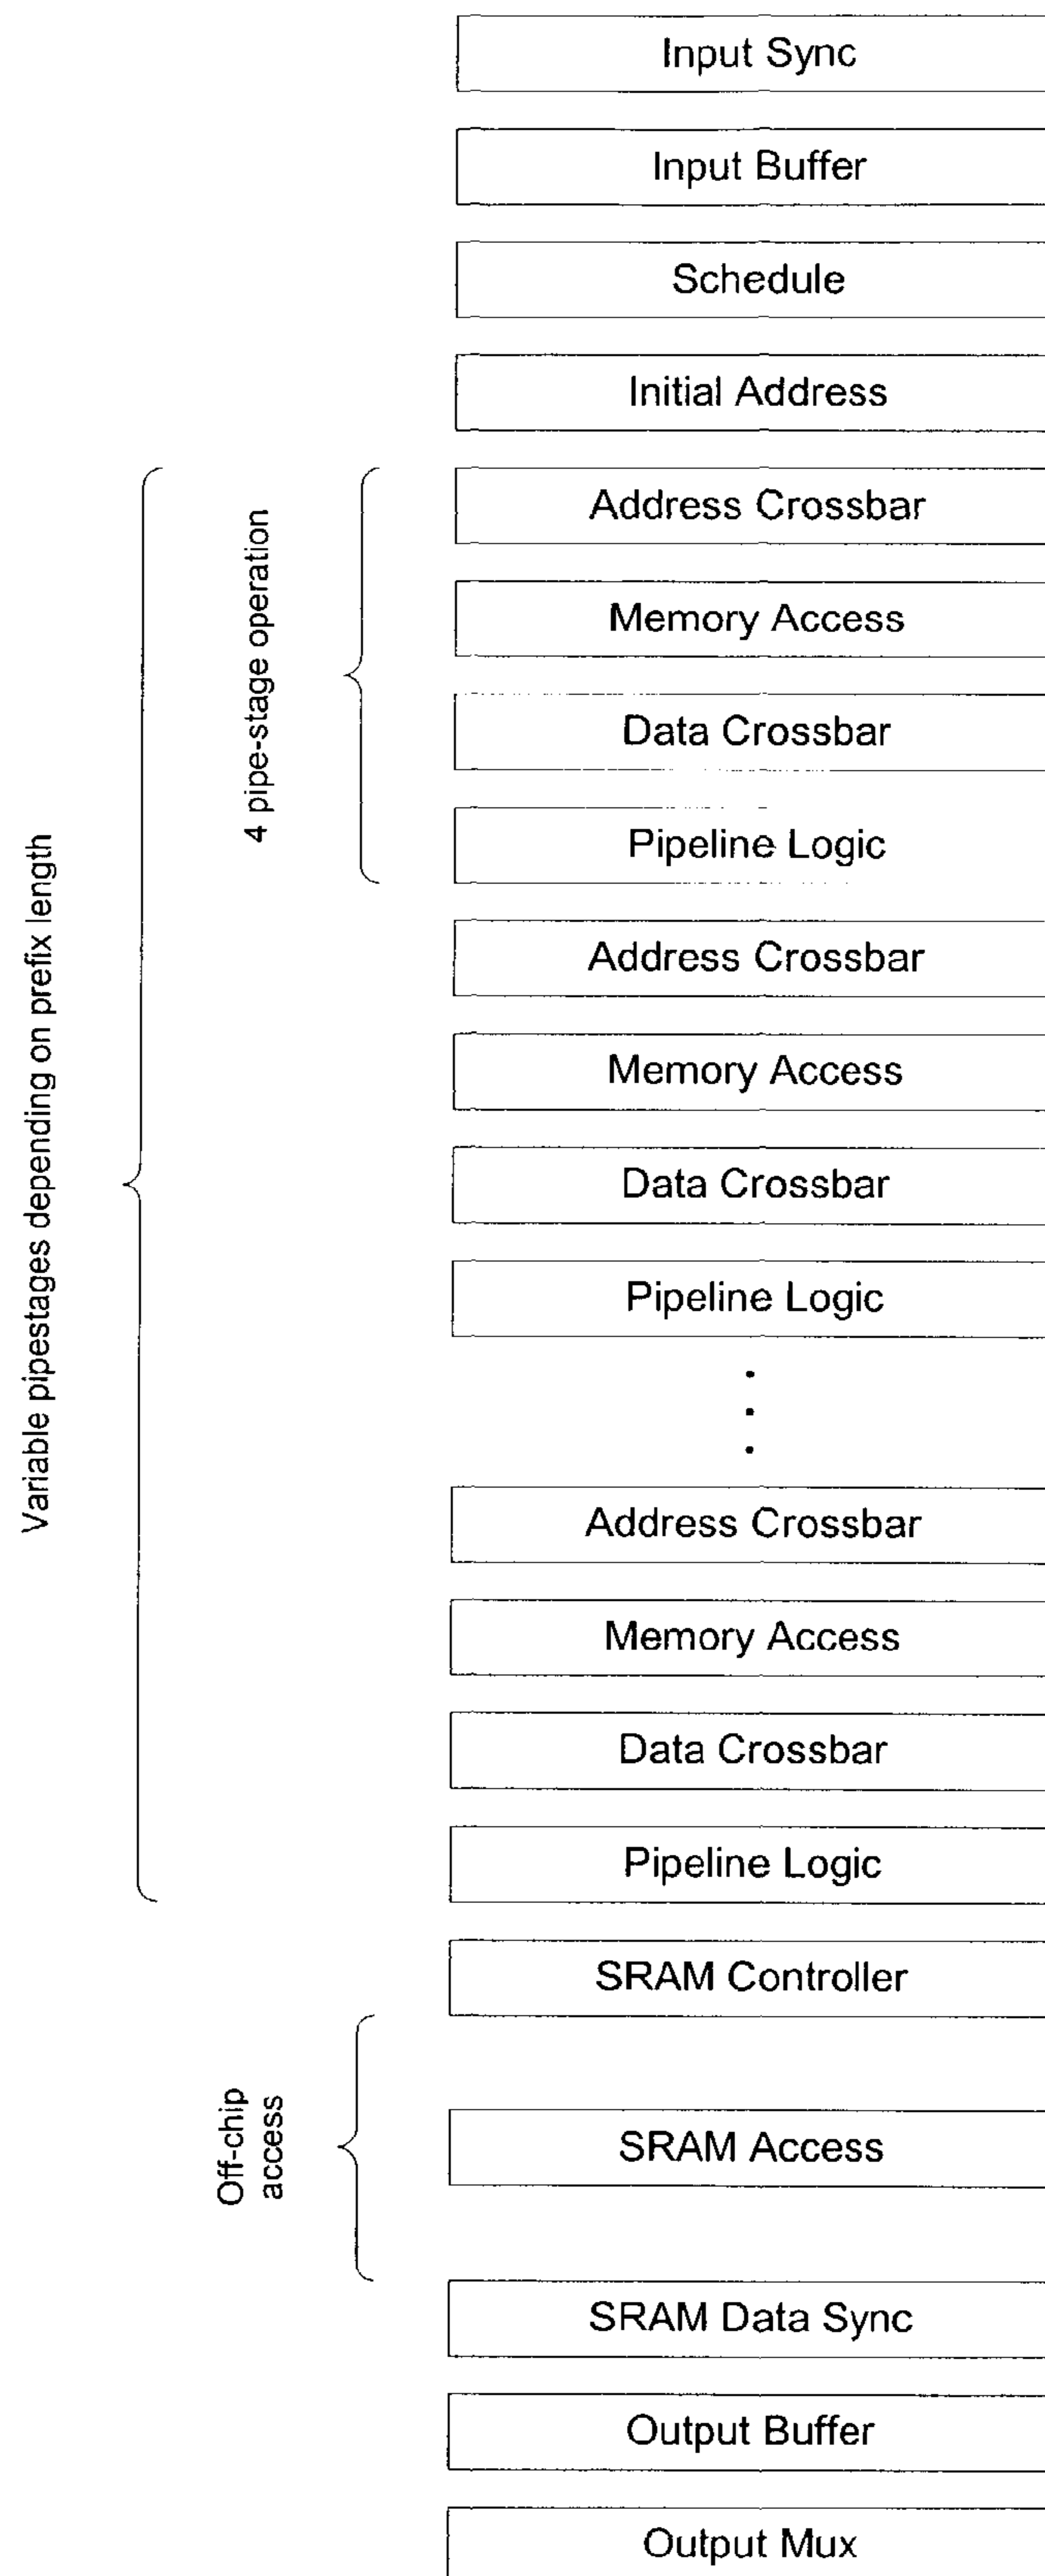 Input Sync
Input Buffer
Schedule
Initial Address
Address Crossbar
Memory Access
Data Crossbar
Pipeline Logic
Address Crossbar
Memory Access
Data Crossbar
Pipeline Logic
Address Crossbar
Memory Access
Data Crossbar
Pipeline Logic
SRAM Controller
SRAM Access
SRAM Data Sync
Output Buffer
Output Mux
4 pipe-stage operation
Variable pipestages depending on prefix length
Off-chip
access